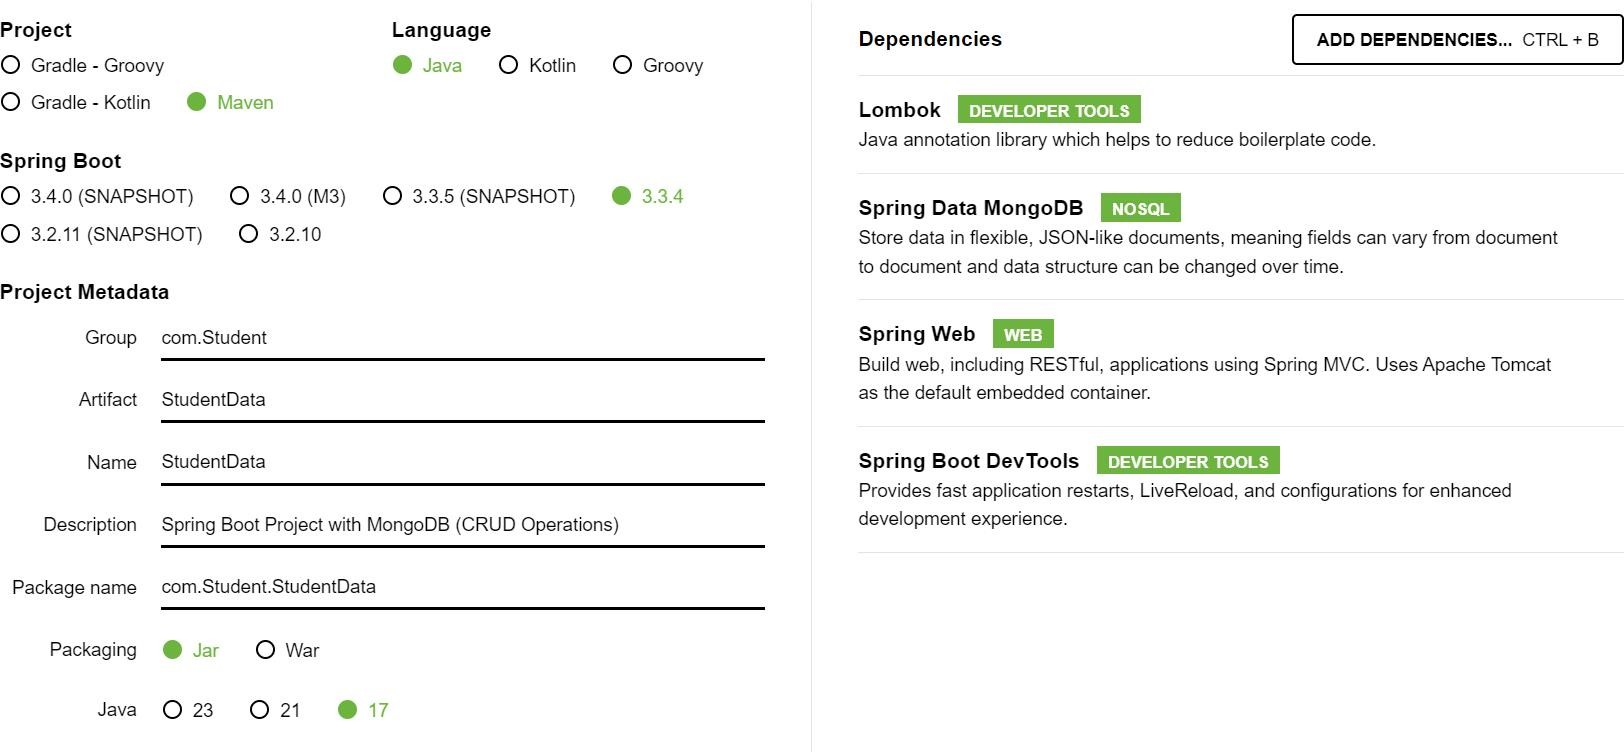 Project
Gradle - Groovy
Gradle - Kotlin Maven
Language
Java Kotlin Groovy
Spring Boot
3.4.0 (SNAPSHOT) 3.4.0 (M3) 3.3.5 (SNAPSHOT) 3.3.4
3.2.11 (SNAPSHOT) 3.2.10
Project Metadata
Group com.Student
Artifact StudentData
Name StudentData
Description Spring Boot Project with MongoDB (CRUD Operations)
Package name com.Student.StudentData
Packaging Jar War
Java 23 21 17
Dependencies ADD DEPENDENCIES... CTRL + B
Lombok DEVELOPER TOOLS
Java annotation library which helps to reduce boilerplate code.
Spring Data MongoDB NOSQL
Store data in flexible, JSON-like documents, meaning fields can vary from document
to document and data structure can be changed over time.
Spring Web WEB
Build web, including RESTful, applications using Spring MVC. Uses Apache Tomcat
as the default embedded container.
Spring Boot DevTools DEVELOPER TOOLS
Provides fast application restarts, LiveReload, and configurations for enhanced
development experience.